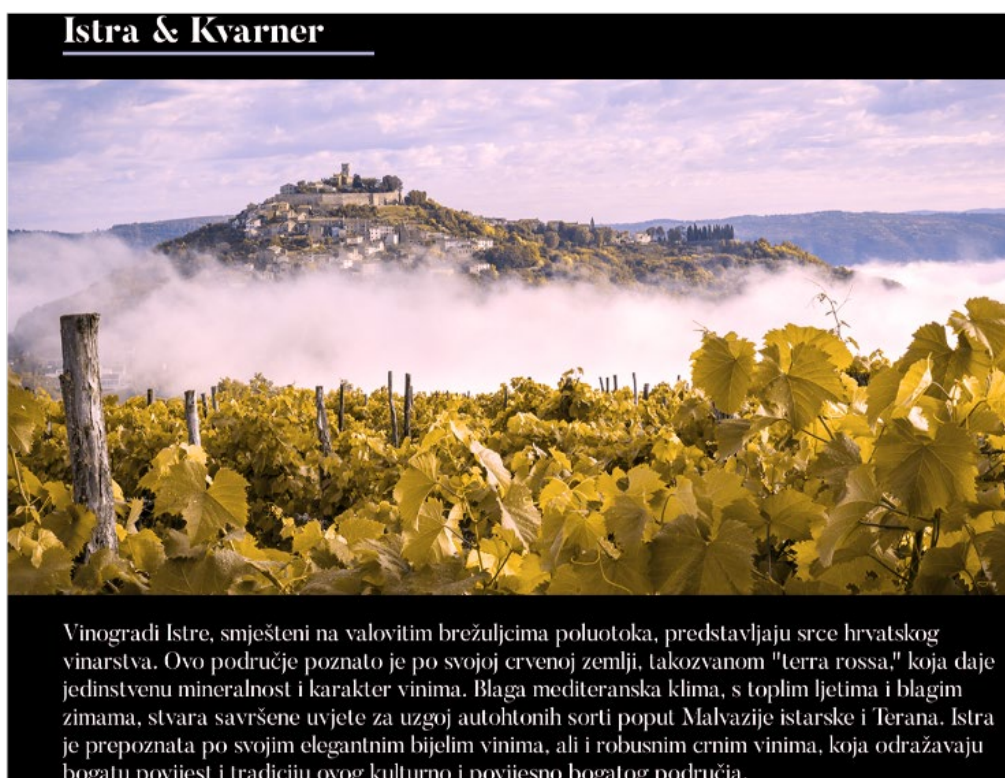 Istra & Kvarner
Vinogradi Istre, smješteni na valovitim brežuljcima poluotoka, predstavljaju srce hrvatskog
vinarstva. Ovo područje poznato je po svojoj crvenoj zemlji, takozvanom "terra rossa," koja daje
jedinstvenu mineralnost i karakter vinima. Blaga mediteranska klima, s toplim ljetima i blagim
zimama, stvara savršene uvjete za uzgoj autohtonih sorti poput Malvazije istarske i Terana. Istra
je prepoznata po svojim elegantnim bijelim vinima, ali i robusnim crnim vinima, koja odražavaju
bogatu povijest i tradiciju ovog kulturno i povijesno bogatog područja.